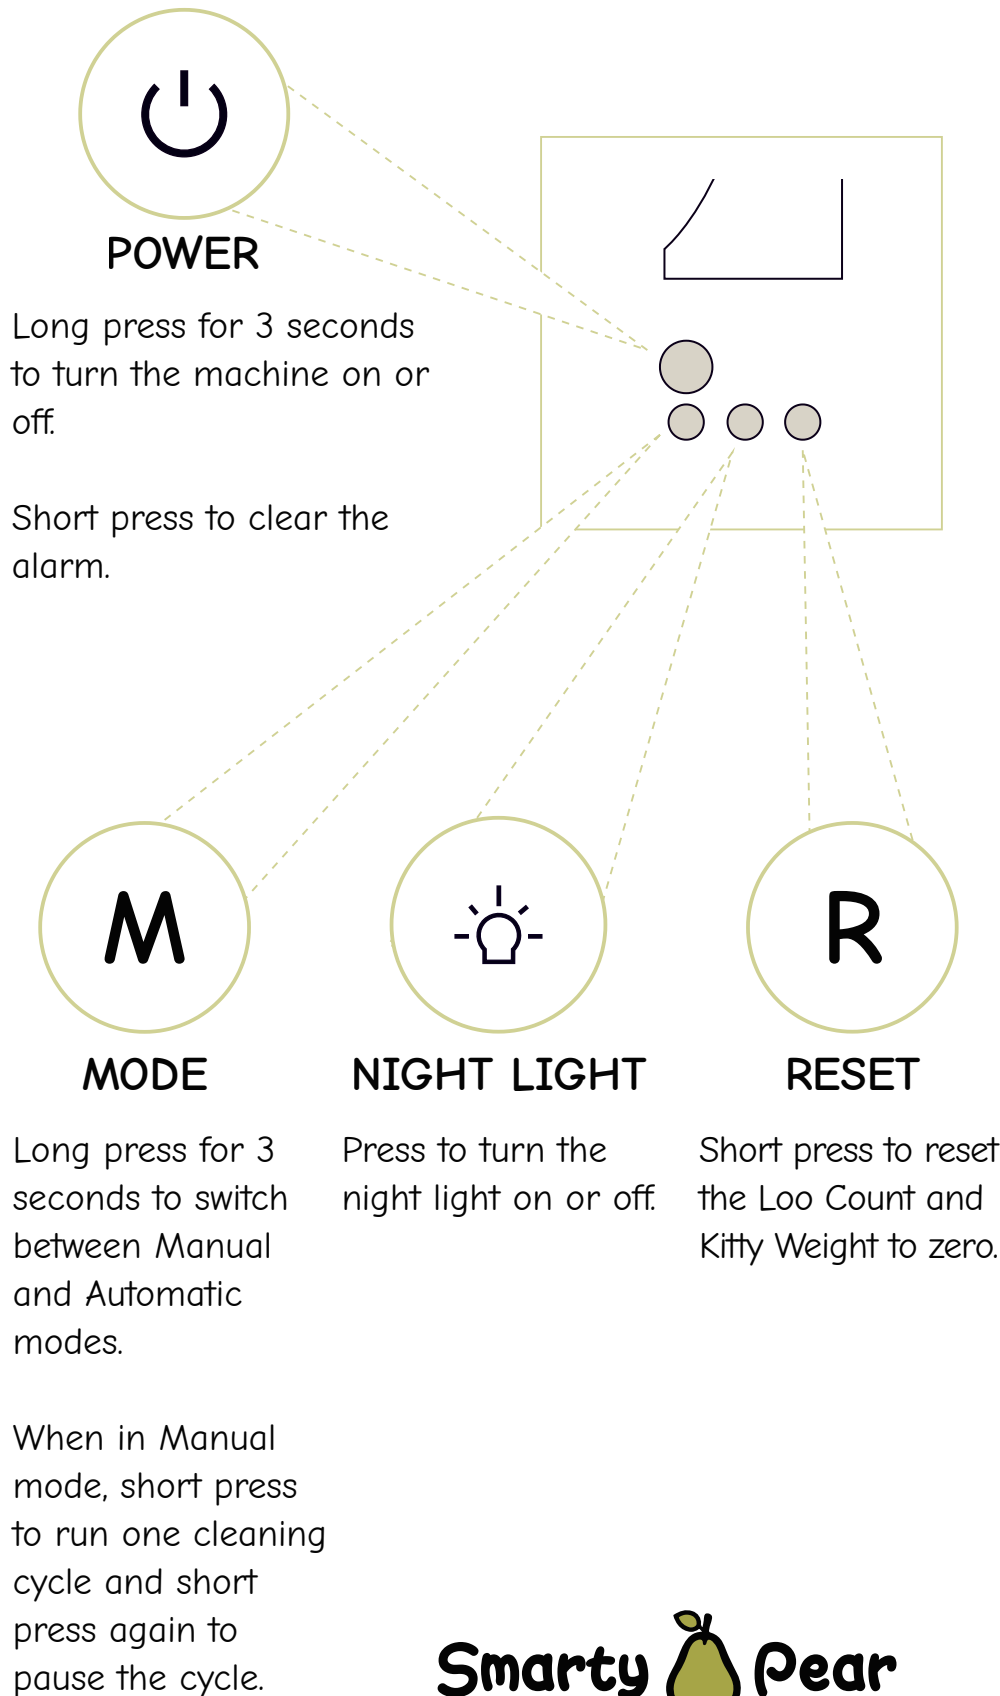 POWER
Long press for 3 seconds
to turn the machine on or
off.
Short press to clear the
alarm.
M
MODE
Long press for 3
seconds to switch
between Manual
and Automatic
modes.
When in Manual
mode, short press
to run one cleaning
cycle and short
press again to
pause the cycle.
NIGHT LIGHT
Press to turn the
night light on or off.
R
RESET
Short press to reset
the Loo Count and
Kitty Weight to zero.
Smarty Pear